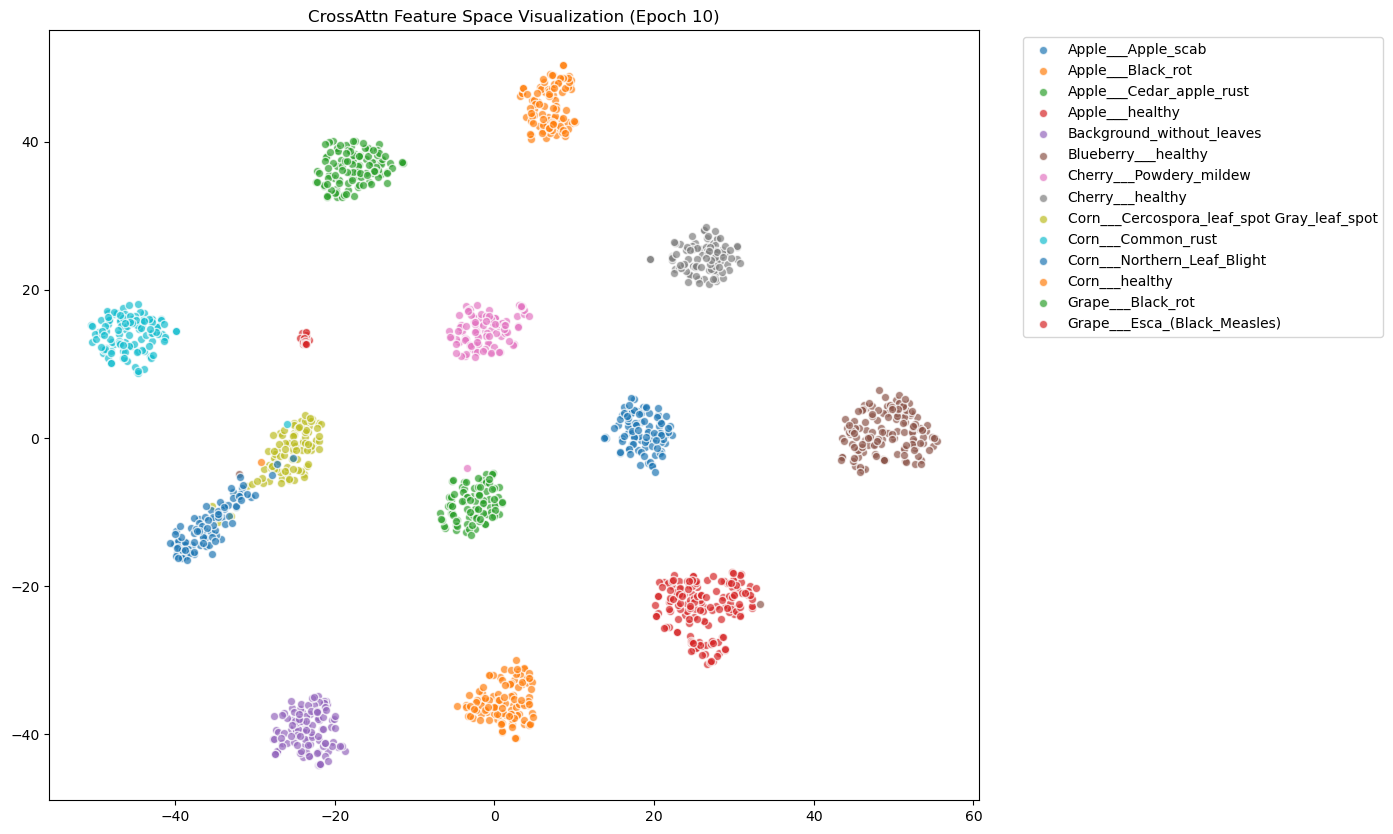 CrossAttn Feature Space Visualization (Epoch 10)
40
20
0
−20
−40
−40
−20
0
20
40
60
Apple___Apple_scab
Apple___Black_rot
Apple___Cedar_apple_rust
Apple___healthy
Background_without_leaves
Blueberry___healthy
Cherry___Powdery_mildew
Cherry___healthy
Corn___Cercospora_leaf_spot Gray_leaf_spot
Corn___Common_rust
Corn___Northern_Leaf_Blight
Corn___healthy
Grape___Black_rot
Grape___Esca_(Black_Measles)